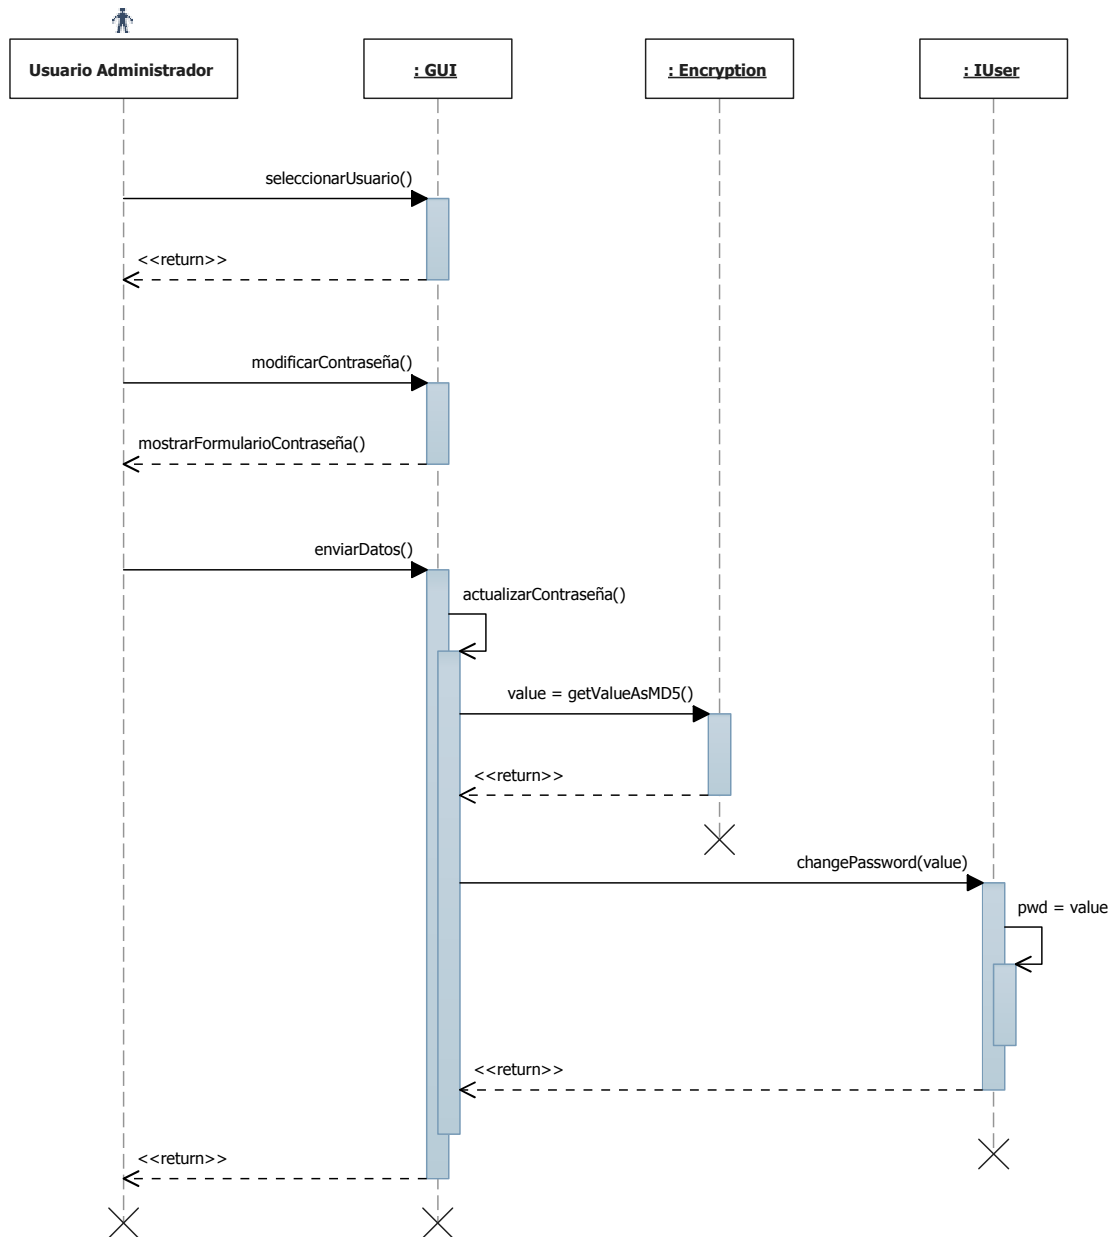 Usuario Administrador
: GUI
: Encryption
: IUser
seleccionarUsuario()
<<return>>
modificarContraseña()
mostrarFormularioContraseña()
enviarDatos()
actualizarContraseña()
value = getValueAsMD5()
<<return>>
changePassword(value)
pwd = value
<<return>>
<<return>>